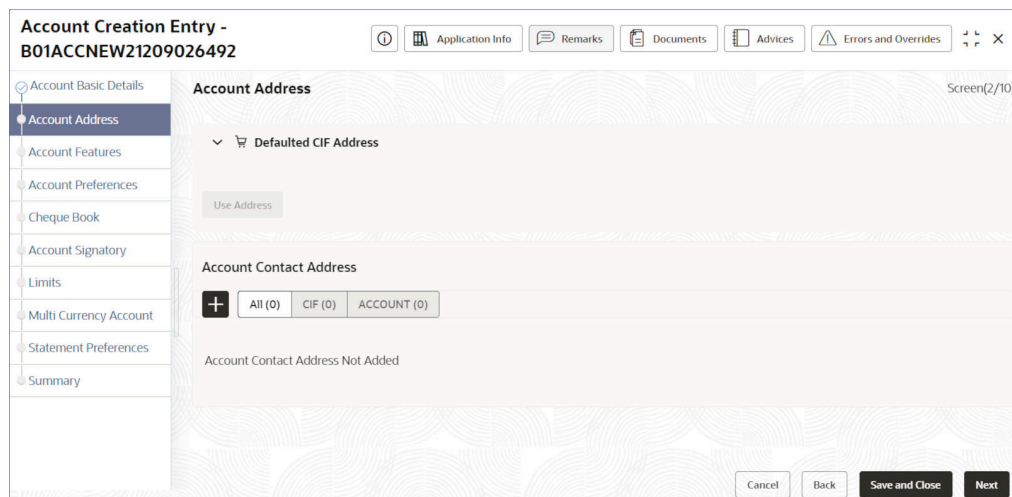 Account Creation Entry -
B01ACCNEW21209026492
Application Info
Remarks
Documents
Advices
Errors and Overrides
Account Basic Details
Account Address
Account Features
Account Preferences
Cheque Book
Account Signatory
Limits
Multi Currency Account
Statement Preferences
Summary
Account Address
Screen(2/10
Defaulted CIF Address
Use Address
Account Contact Address
All (0)
CIF (0)
ACCOUNT (0)
Account Contact Address Not Added
Cancel
Back
Save and Close
Next